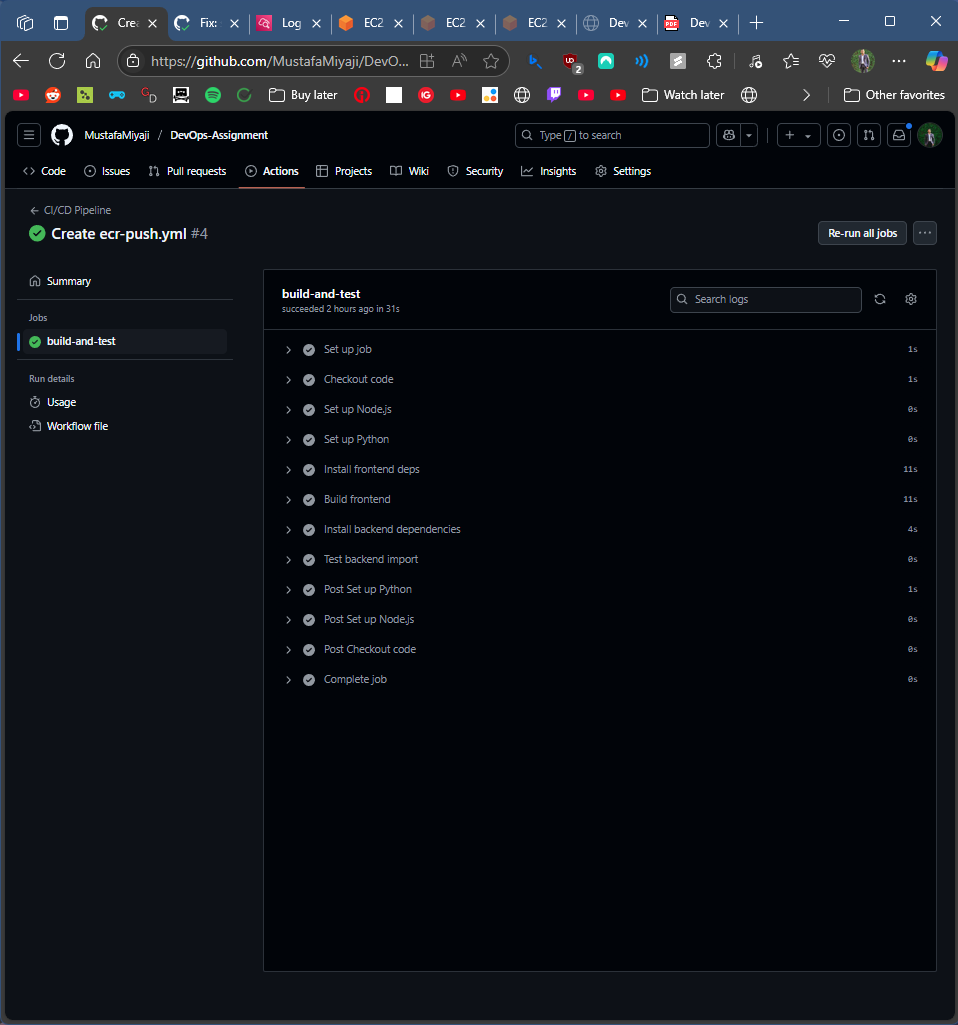 Crea
Fix:
Log
EC2
EC2
EC2
Dev
PDF
Dev
https://github.com/MustafaMiyaji/DevO...
UD
2
Buy later
IG
Watch later
Other favorites
MustafaMiyaji / DevOps-Assignment
Type / to search
Code
Issues
Pull requests
Actions
Projects
Wiki
Security
Insights
Settings
← CI/CD Pipeline
Create ecr-push.yml #4
Re-run all jobs
...
Summary
Jobs
build-and-test
Run details
Usage
Workflow file
build-and-test
succeeded 2 hours ago in 31s
Search logs
Set up job 1s
Checkout code 1s
Set up Node.js 0s
Set up Python 0s
Install frontend deps 11s
Build frontend 11s
Install backend dependencies 4s
Test backend import 0s
Post Set up Python 1s
Post Set up Node.js 0s
Post Checkout code 0s
Complete job 0s